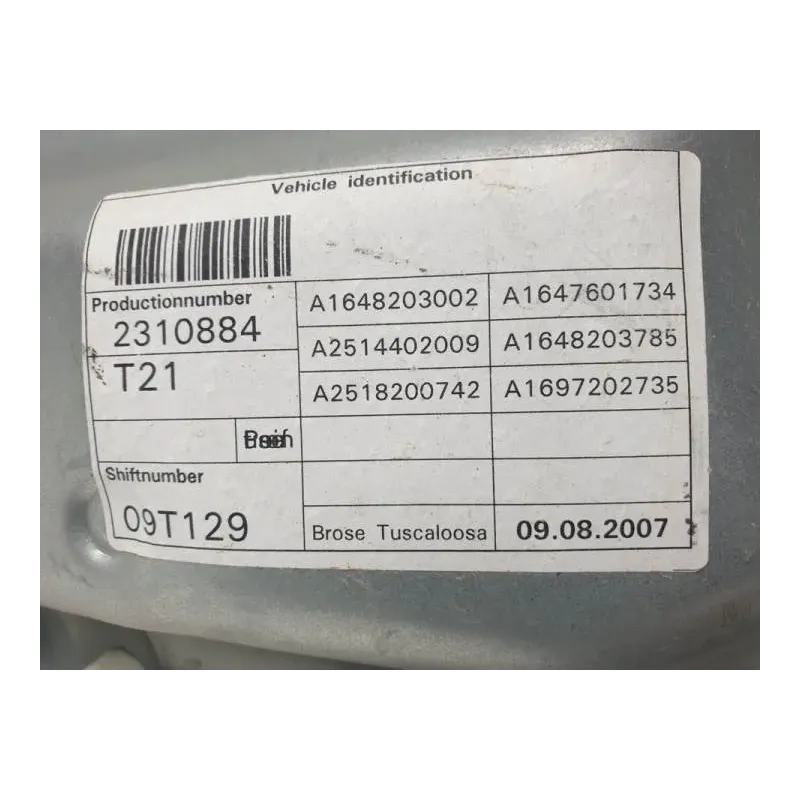 Vehicle identification
Productionnumber
2310884
T21
A1648203002 A1647601734
A2514402009 A1648203785
A2518200742 A1697202735
Shiftnumber
09T129
Brose Tuscaloosa 09.08.2007